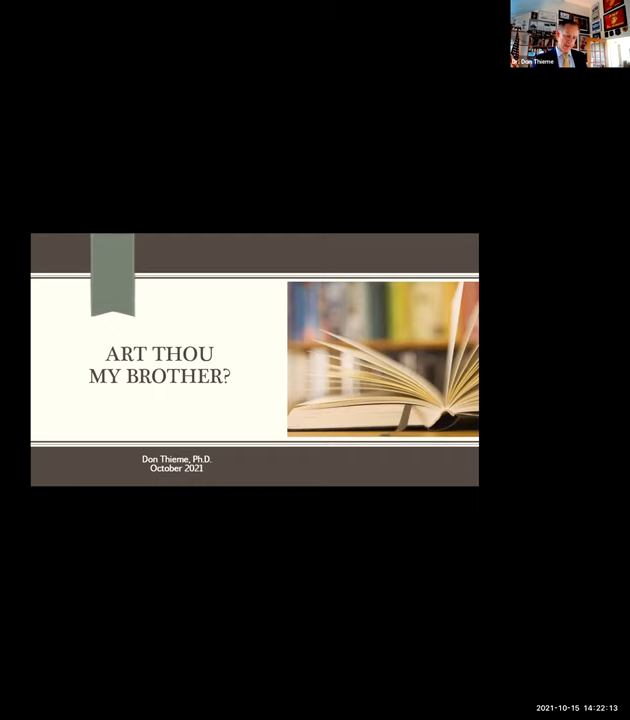 Dr. Don Thieme
ART THOU
MY BROTHER?
Don Thieme, Ph.D.
October 2021
2021-10-15 14:22:13